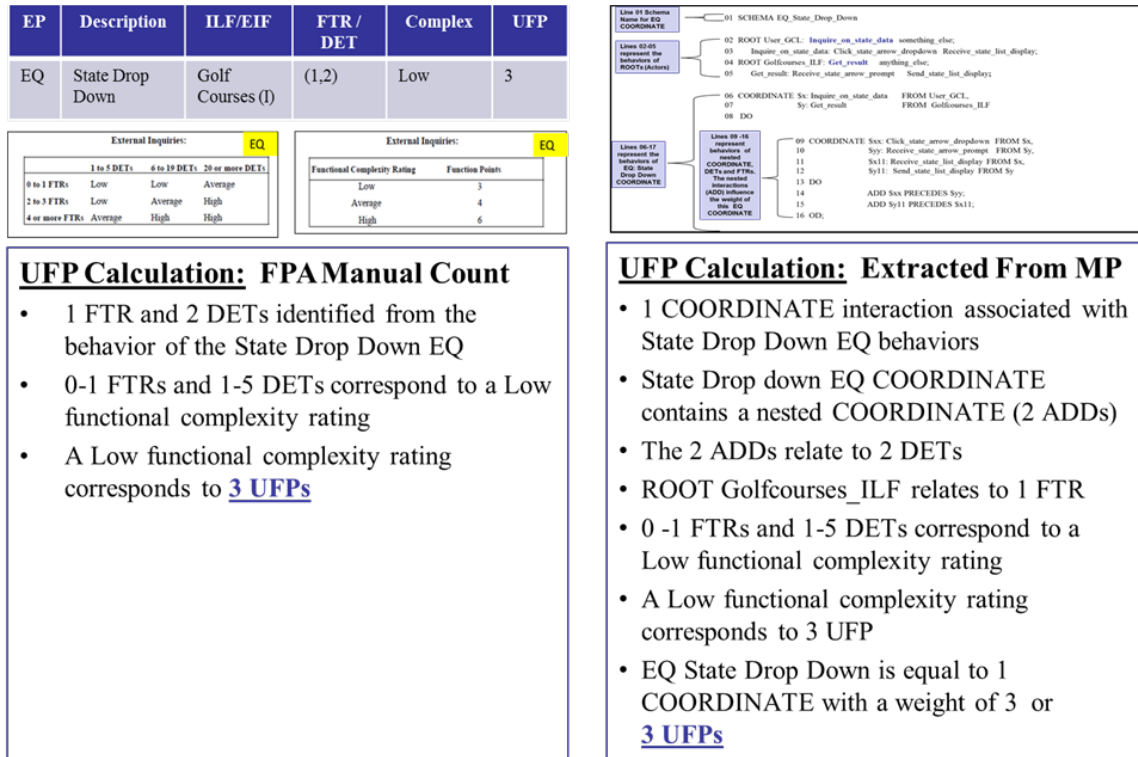 EP Description ILF/EIF FTR / DET Complex UFP
EQ State Drop Down Golf Courses (I) (1,2) Low 3
External Inquiries: EQ
1 to 5 DETs 6 to 19 DETs 20 or more DETs
0 to 1 FTRs Low Low Average
2 to 3 FTRs Low Average High
4 or more FTRs Average High High
External Inquiries: EQ
Functional Complexity Rating Function Points
Low 3
Average 4
High 6
UFP Calculation: FPA Manual Count
• 1 FTR and 2 DETs identified from the
behavior of the State Drop Down EQ
• 0-1 FTRs and 1-5 DETs correspond to a Low
functional complexity rating
• A Low functional complexity rating
corresponds to 3 UFPs
Line 01 Schema
Name for EQ
COORDINATE
01 SCHEMA EQ_State_Drop_Down
Lines 02-05
represent the
behaviors of
ROOTs (Actors)
02 ROOT User_GCL: Inquire_on_state_data something_else;
03 Inquire_on_state_data: Click_state_arrow_dropdown Receive_state_list_display;
04 ROOT Golfcourses_ILF: Get_result anything_else;
05 Get_result: Receive_state_arrow_prompt Send_state_list_display;
Lines 06-17
represent the
behaviors of
EQ: State
Drop Down
COORDINATE
06 COORDINATE $x: Inquire_on_state_data FROM User_GCL,
07 $y: Get_result FROM Golfcourses_ILF
08 DO
Lines 09 -16
represent
behaviors of
nested
COORDINATE,
DETs and FTRs.
The nested
interactions
(ADD) influence
the weight of
this EQ
COORDINATE
09 COORDINATE $xx: Click_state_arrow_dropdown FROM $x,
10 $yy: Receive_state_arrow_prompt FROM $y,
11 $x11: Receive_state_list_display FROM $x,
12 $y11: Send_state_list_display FROM $y
13 DO
14 ADD $xx PRECEDES $yy;
15 ADD $y11 PRECEDES $x11;
16 OD;
UFP Calculation: Extracted From MP
• 1 COORDINATE interaction associated with
State Drop Down EQ behaviors
• State Drop down EQ COORDINATE
contains a nested COORDINATE (2 ADDs)
• The 2 ADDs relate to 2 DETs
• ROOT Golfcourses_ILF relates to 1 FTR
• 0 -1 FTRs and 1-5 DETs correspond to a
Low functional complexity rating
• A Low functional complexity rating
corresponds to 3 UFP
• EQ State Drop Down is equal to 1
COORDINATE with a weight of 3 or
3 UFPs